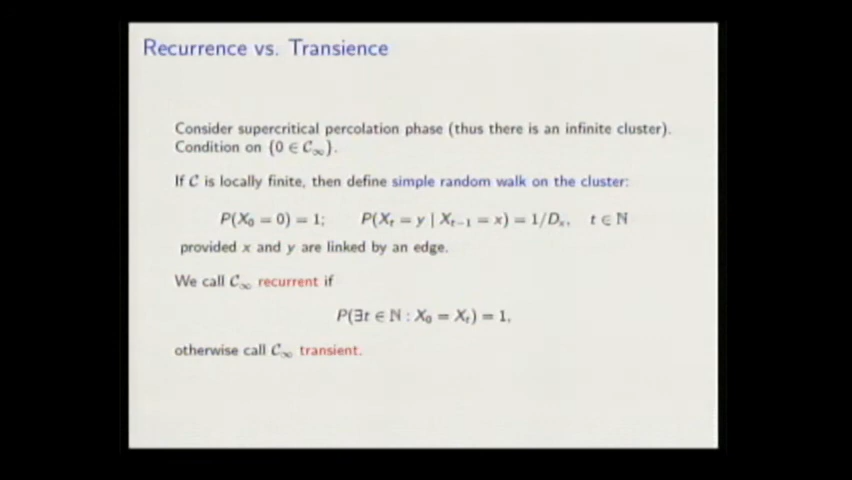 Recurrence vs. Transience
Consider supercritical percolation phase (thus there is an infinite cluster).
Condition on {0 ∈ 𝒞∞}.
If 𝒞 is locally finite, then define simple random walk on the cluster:
P(X₀ = 0) = 1;    P(Xₜ = y | Xₜ₋₁ = x) = 1/Dₓ,    t ∈ ℕ
provided x and y are linked by an edge.
We call 𝒞∞ recurrent if
P(∃t ∈ ℕ : X₀ = Xₜ) = 1,
otherwise call 𝒞∞ transient.